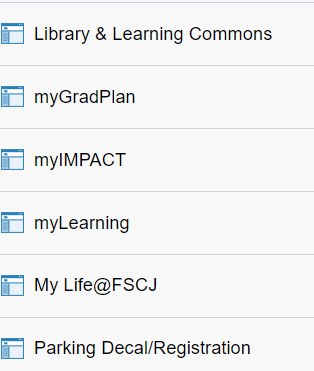 Library & Learning Commons
myGradPlan
myIMPACT
myLearning
My Life@FSCJ
Parking Decal/Registration